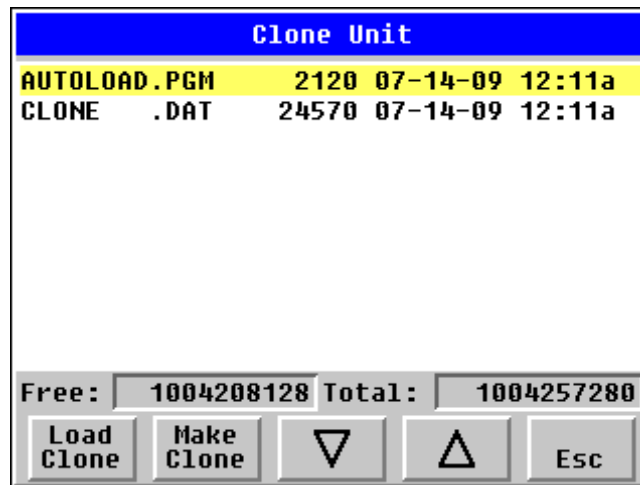 Clone Unit
AUTOLOAD.PGM 2120 07-14-09 12:11a
CLONE .DAT 24570 07-14-09 12:11a
Free: 1004208128 Total: 1004257280
Load Clone Make Clone Esc